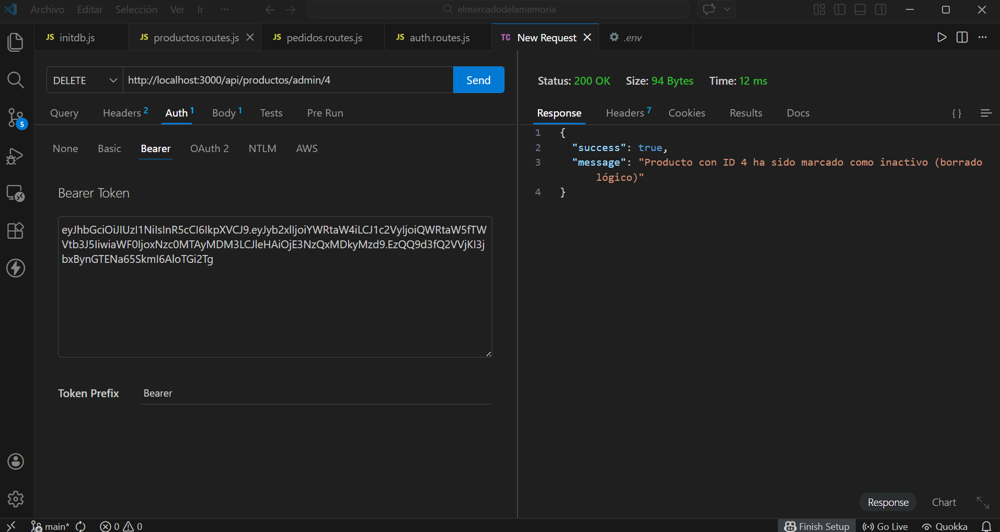 Archivo Editar Selección Ver Ir ··· elmercadodelamemoria
JS initdb.js JS productos.routes.js JS pedidos.routes.js JS auth.routes.js TC New Request .env
DELETE http://localhost:3000/api/productos/admin/4 Send
Status: 200 OK Size: 94 Bytes Time: 12 ms
Query Headers 2 Auth 1 Body 1 Tests Pre Run
Response Headers 7 Cookies Results Docs { }
5
None Basic Bearer OAuth 2 NTLM AWS
1 {
2 "success": true,
3 "message": "Producto con ID 4 ha sido marcado como inactivo (borrado
lógico)"
4 }
Bearer Token
eyJhbGciOiJIUzI1NiIsInR5cCI6IkpXVCJ9.eyJyb2xlIjoiYWRtaW4iLCJ1c2VyIjoiQWRtaW5fTW
Vtb3J5IiwiaWF0IjoxNzc0MTAyMDM3LCJleHAiOjE3NzQxMDkyMzd9.EzQQ9d3fQ2VVjKI3j
bxBynGTENa65SkmI6AloTGi2Tg
Token Prefix Bearer
Response Chart
main* 0 0 Finish Setup Go Live Quokka